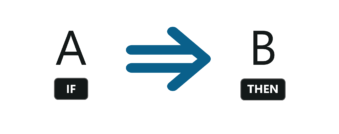 A B
IF THEN